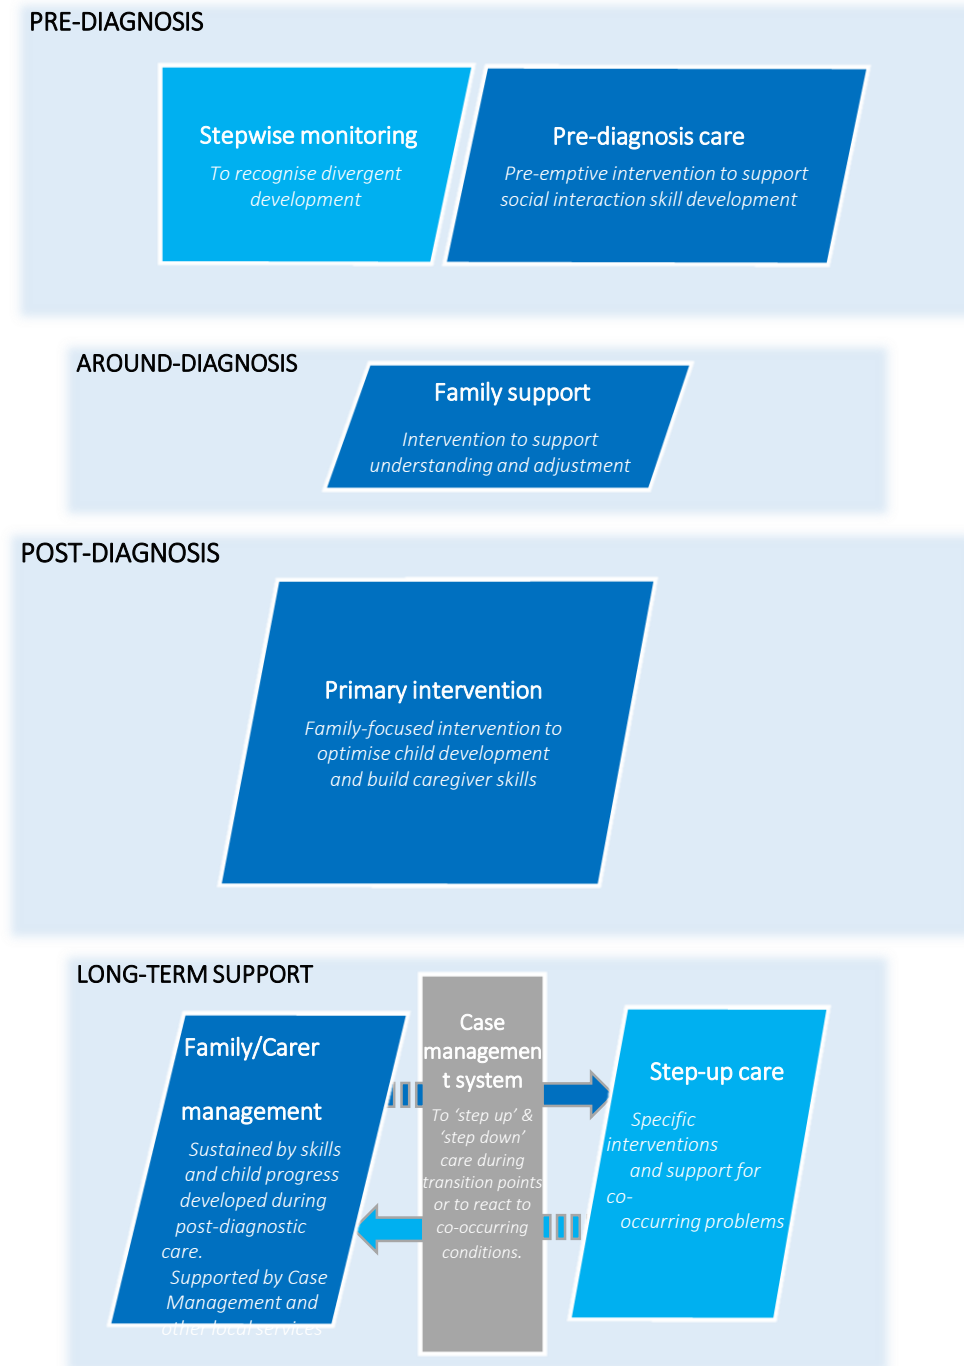 PRE-DIAGNOSIS
Stepwise monitoring
To recognise divergent
development
Pre-diagnosis care
Pre-emptive intervention to support
social interaction skill development
AROUND-DIAGNOSIS
Family support
Intervention to support
understanding and adjustment
POST-DIAGNOSIS
Primary intervention
Family-focused intervention to
optimise child development
and build caregiver skills
LONG-TERM SUPPORT
Family/Carer
management
Sustained by skills
and child progress
developed during
post-diagnostic
care.
Supported by Case
Management and
other local services
Case
managemen
t system
To ‘step up’ &
‘step down’
care during
transition points
or to react to
co-occurring
conditions.
Step-up care
Specific
interventions
and support for
co-
occurring problems